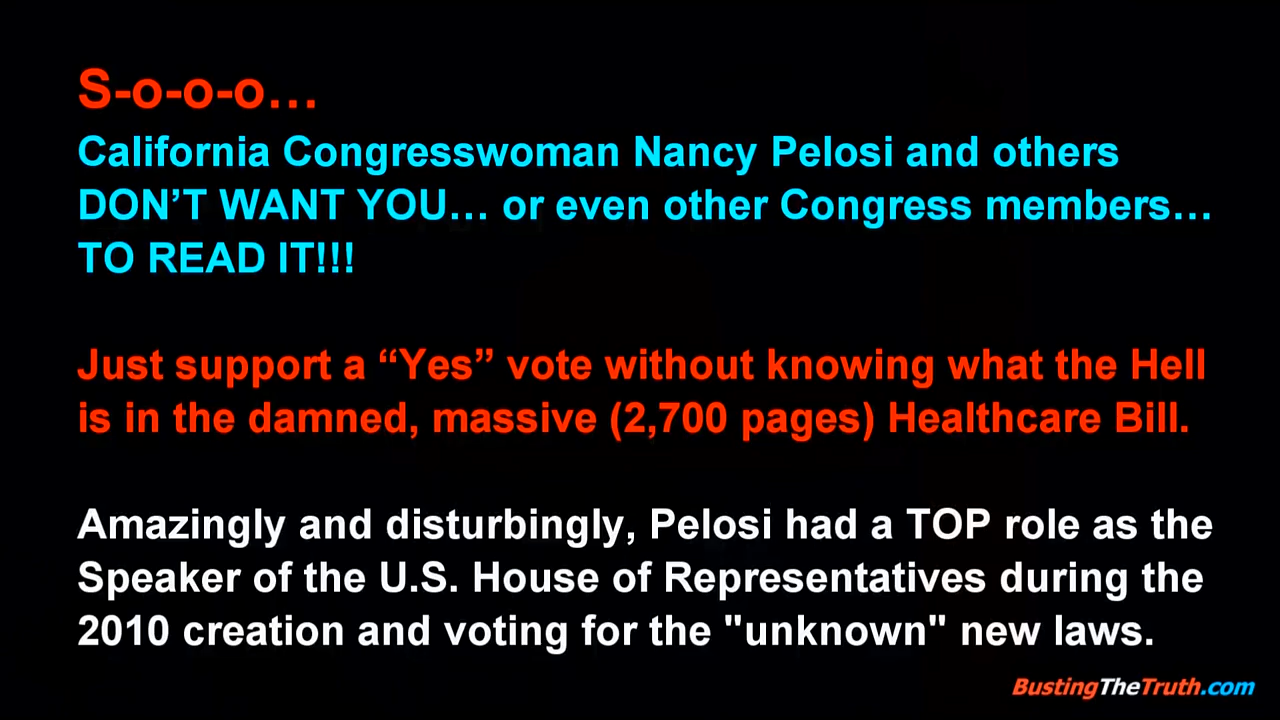 S-o-o-o…
California Congresswoman Nancy Pelosi and others
DON’T WANT YOU… or even other Congress members…
TO READ IT!!!
Just support a “Yes” vote without knowing what the Hell
is in the damned, massive (2,700 pages) Healthcare Bill.
Amazingly and disturbingly, Pelosi had a TOP role as the
Speaker of the U.S. House of Representatives during the
2010 creation and voting for the "unknown" new laws.
BustingTheTruth.com